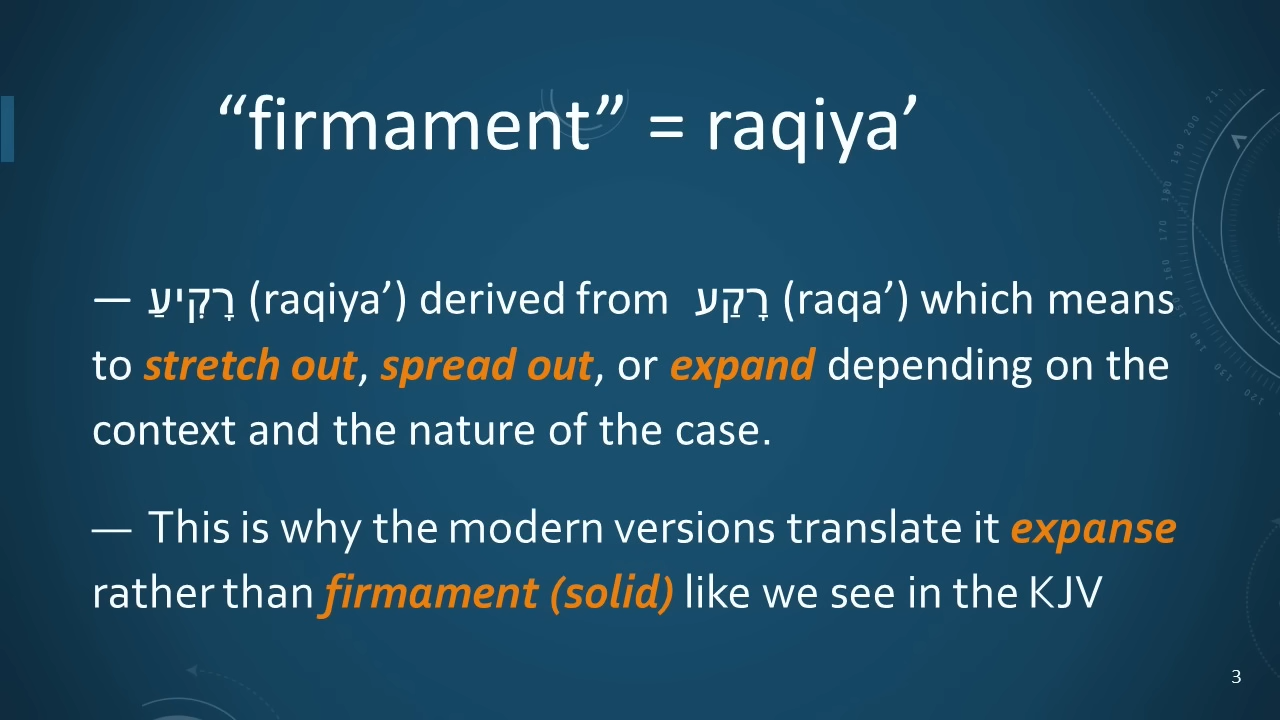 “firmament” = raqiya’
— רָקִיעַ (raqiya’) derived from רָקַע (raqa’) which means
to stretch out, spread out, or expand depending on the
context and the nature of the case.
— This is why the modern versions translate it expanse
rather than firmament (solid) like we see in the KJV
3